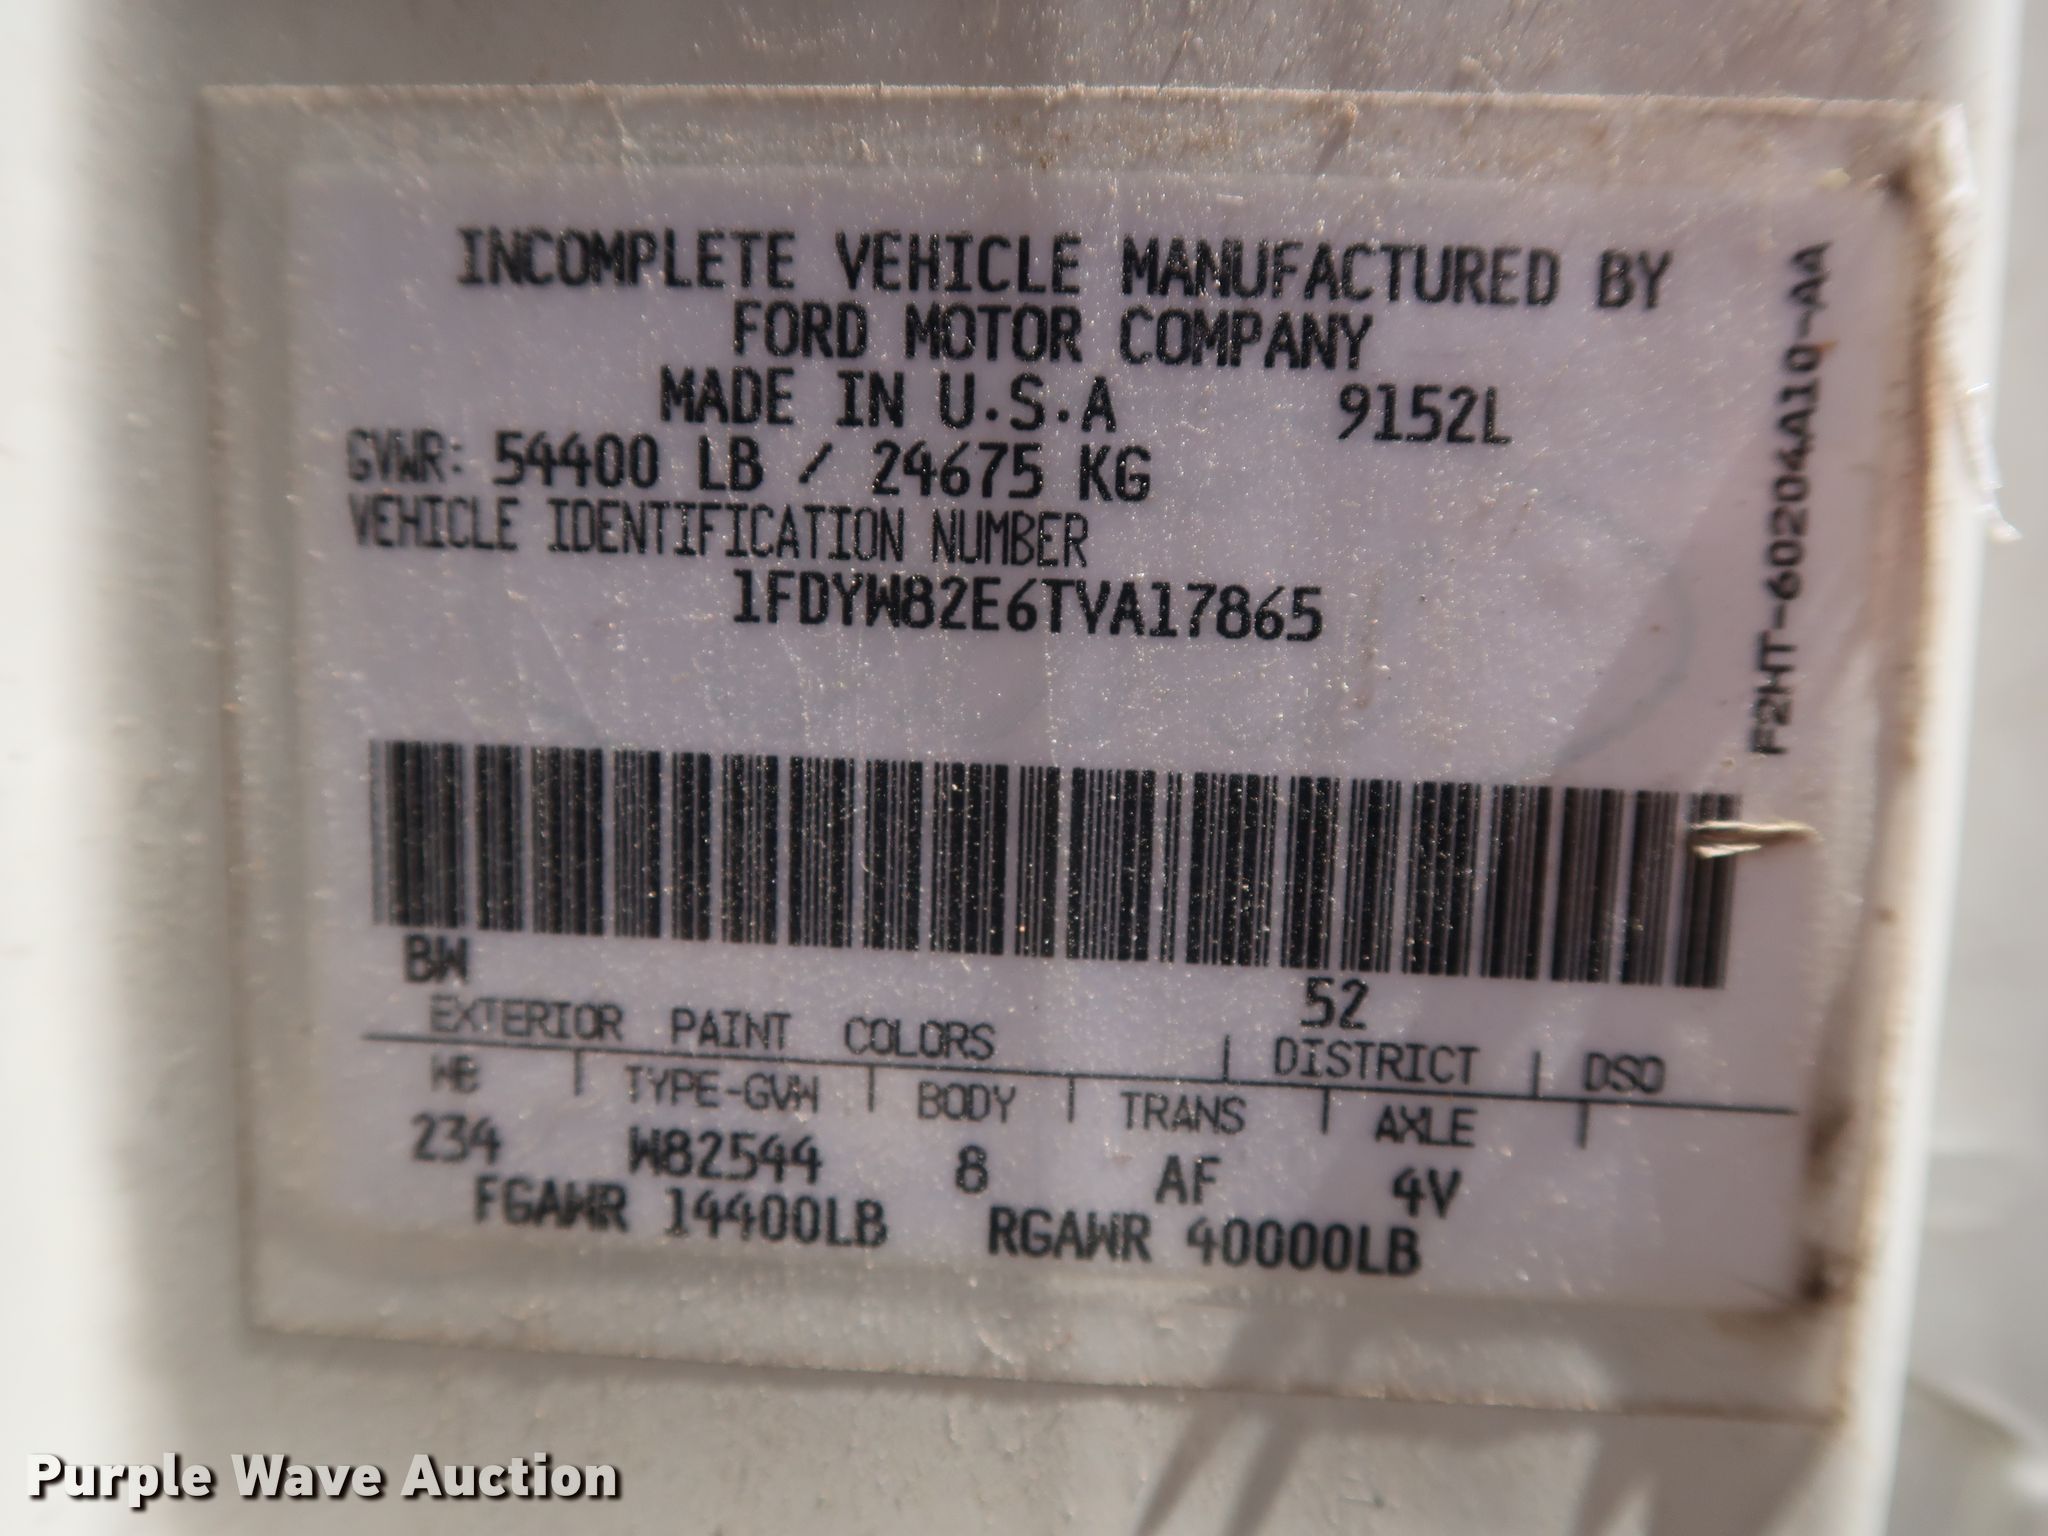 INCOMPLETE VEHICLE MANUFACTURED BY
FORD MOTOR COMPANY
MADE IN U.S.A 9152L
GVWR: 54400 LB / 24675 KG
VEHICLE IDENTIFICATION NUMBER
1FDYW82E6TVA17865
F2HT-60204A10-AA
BW 52
EXTERIOR PAINT COLORS | DISTRICT | DSO
WB | TYPE-GVW | BODY | TRANS | AXLE |
234 W82544 8 AF 4V
FGAWR 14400LB RGAWR 40000LB
Purple Wave Auction